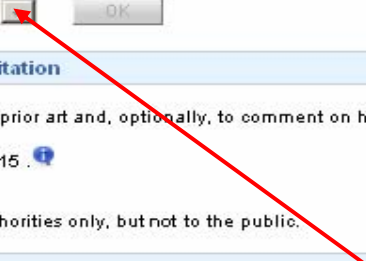 OK
itation
prior art and, optionally, to comment on h
15 .
horities only, but not to the public.